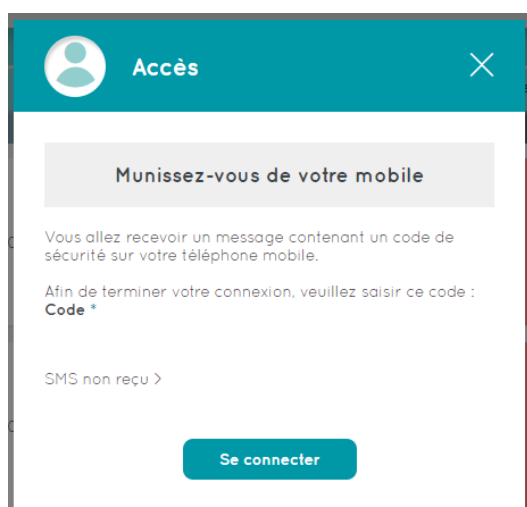 Accès
Munissez-vous de votre mobile
Vous allez recevoir un message contenant un code de
sécurité sur votre téléphone mobile.
Afin de terminer votre connexion, veuillez saisir ce code :
Code *
SMS non reçu >
Se connecter